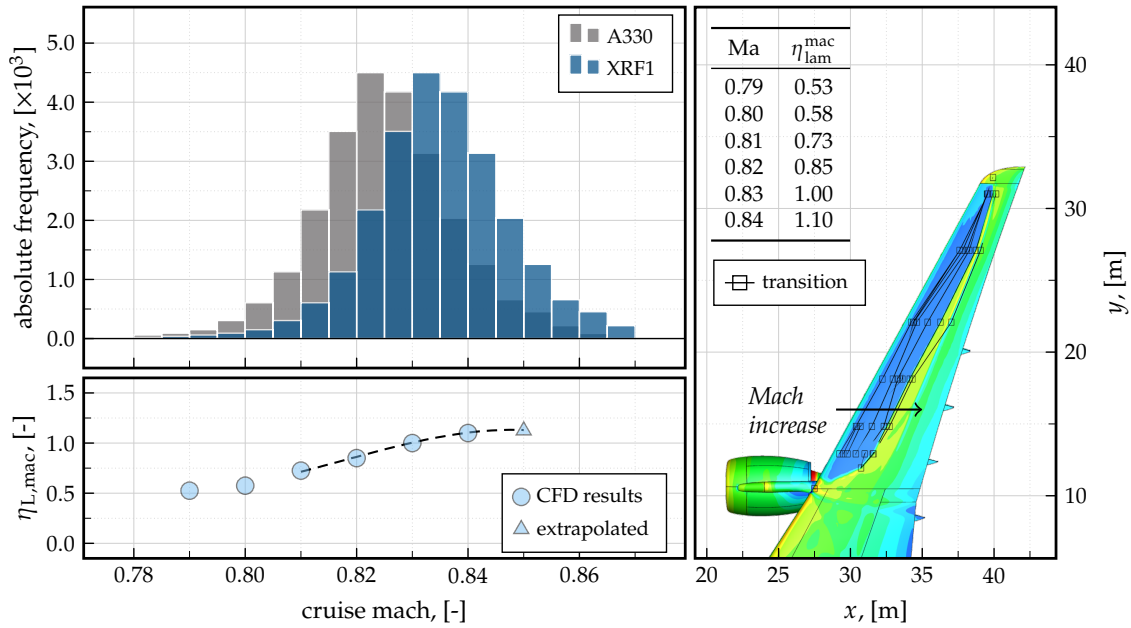 absolute frequency, [×10³]
5.0
4.0
3.0
2.0
1.0
0.0
A330
XRF1
η_L,mac, [-]
1.5
1.0
0.5
0.0
CFD results
extrapolated
0.78 0.80 0.82 0.84 0.86
cruise mach, [-]
Ma η_lam^mac
0.79 0.53
0.80 0.58
0.81 0.73
0.82 0.85
0.83 1.00
0.84 1.10
transition
Mach
increase
40
30
20
10
y, [m]
20 25 30 35 40
x, [m]